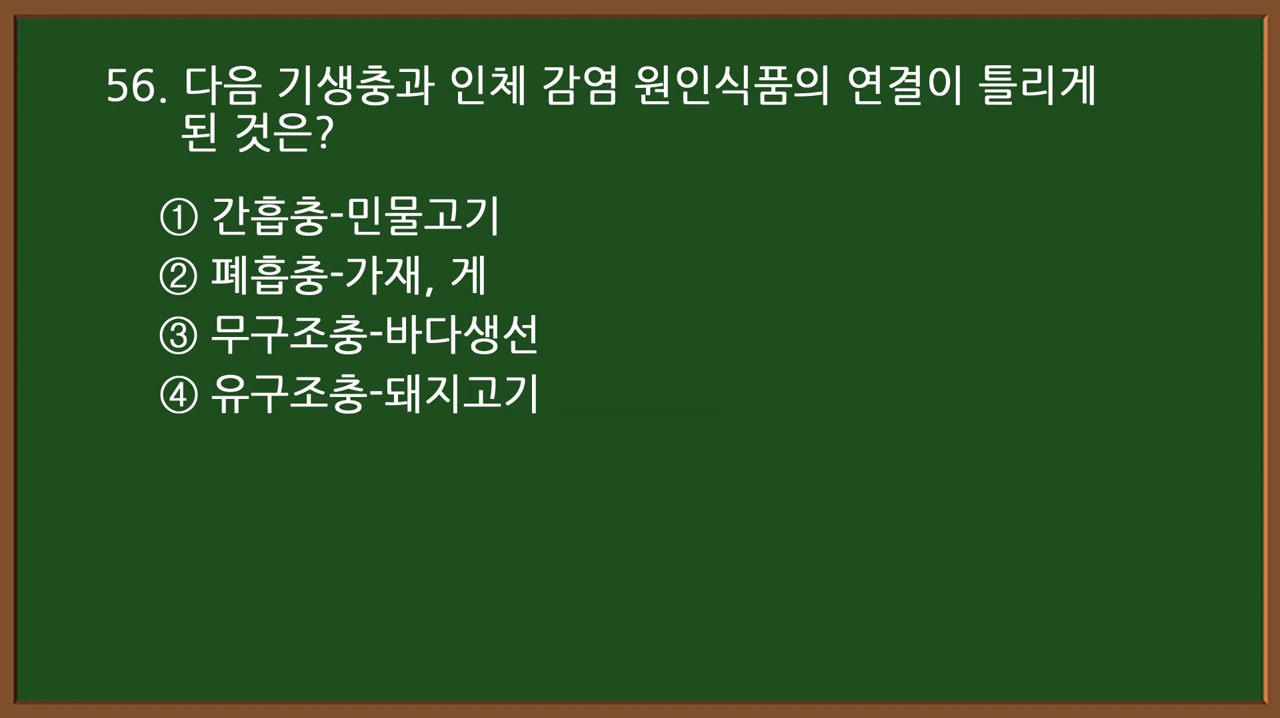 56. 다음 기생충과 인체 감염 원인식품의 연결이 틀리게
된 것은?
① 간흡충-민물고기
② 폐흡충-가재, 게
③ 무구조충-바다생선
④ 유구조충-돼지고기